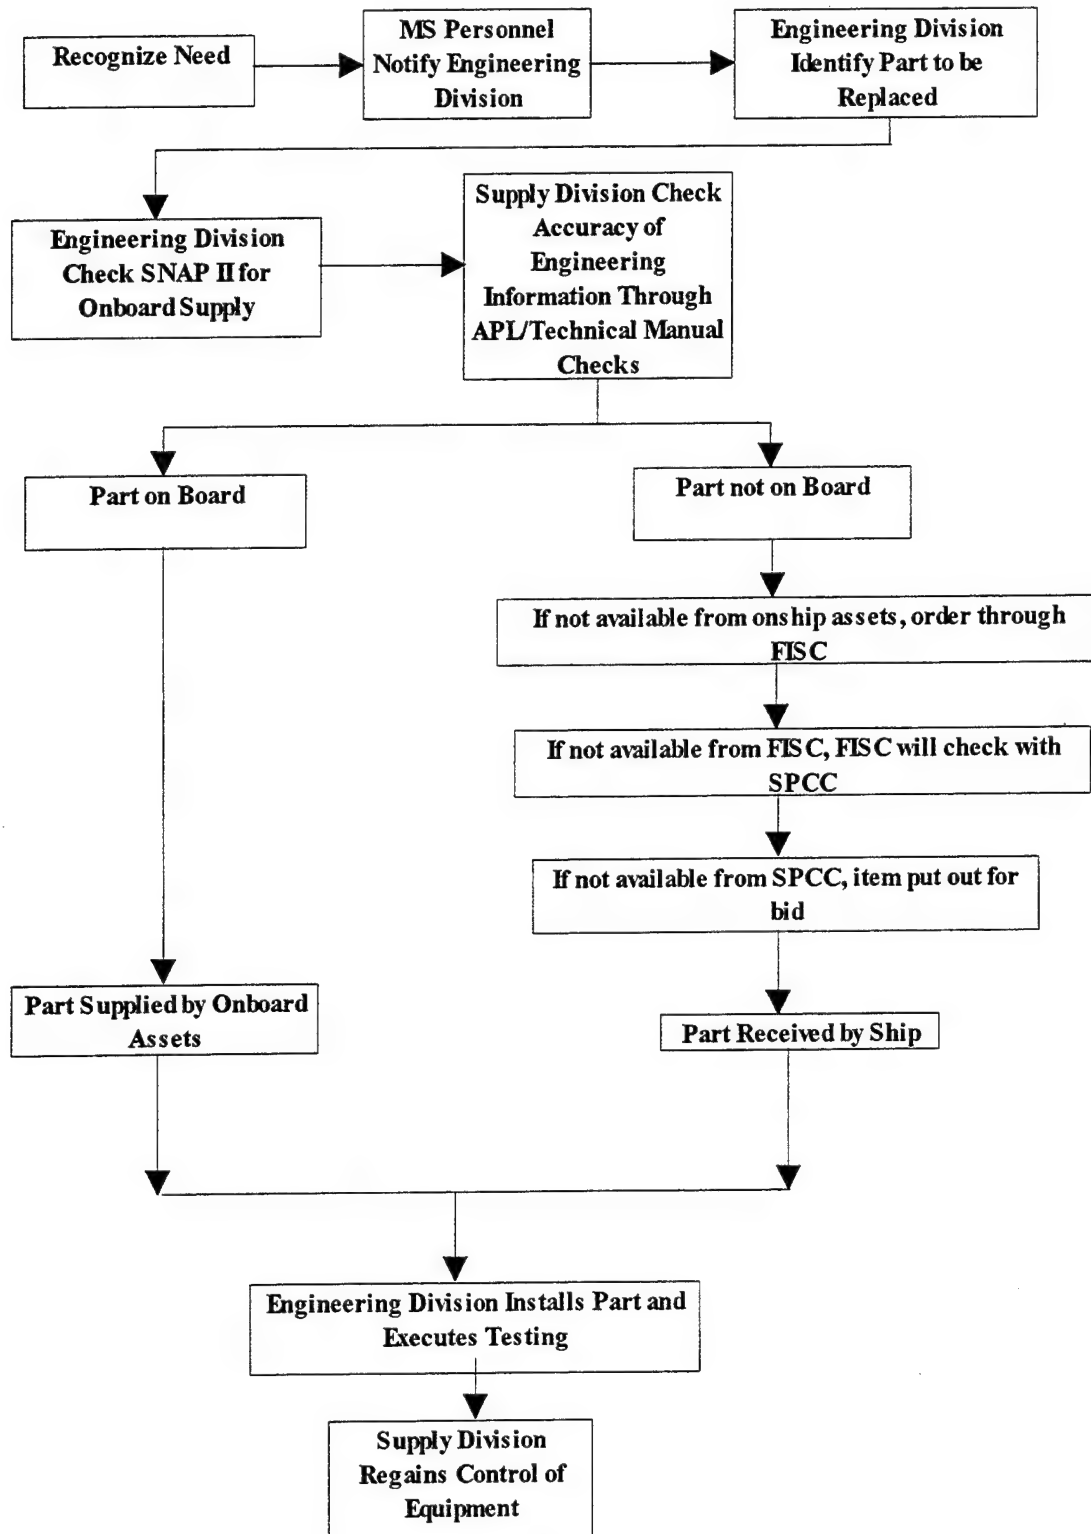 Recognize Need
MS Personnel
Notify Engineering
Division
Engineering Division
Identify Part to be
Replaced
Engineering Division
Check SNAP II for
Onboard Supply
Supply Division Check
Accuracy of
Engineering
Information Through
APL/Technical Manual
Checks
Part on Board
Part not on Board
If not available from onship assets, order through
FISC
If not available from FISC, FISC will check with
SPCC
If not available from SPCC, item put out for
bid
Part Supplied by Onboard
Assets
Part Received by Ship
Engineering Division Installs Part and
Executes Testing
Supply Division
Regains Control of
Equipment